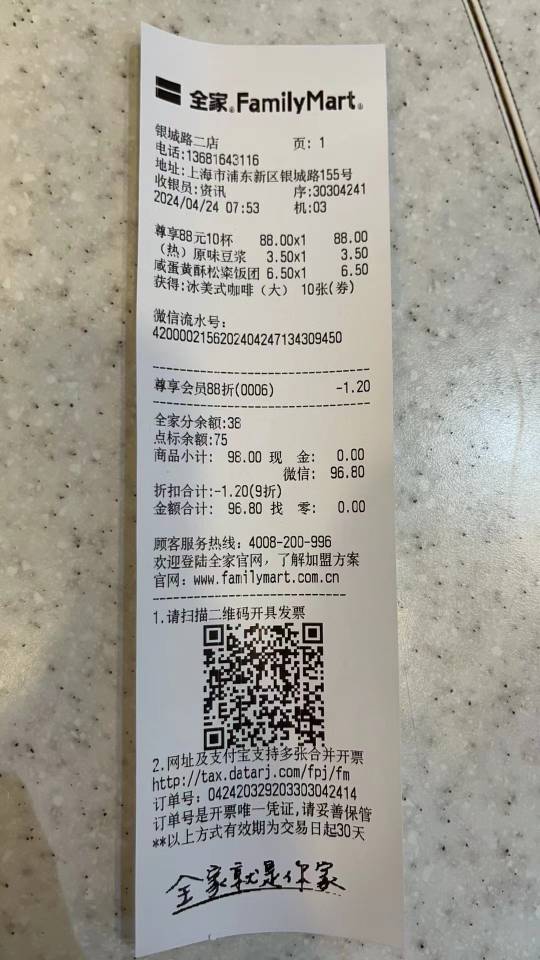 全家 FamilyMart
银城路二店 页: 1
电话:13681643116
地址:上海市浦东新区银城路155号
收银员:资讯 序:30304241
2024/04/24 07:53 机:03
尊享88元10杯 88.00x1 88.00
(热)原味豆浆 3.50x1 3.50
咸蛋黄酥松粢饭团 6.50x1 6.50
获得:冰美式咖啡(大) 10张(券)
微信流水号:
4200002156202404247134309450
尊享会员88折(0006) -1.20
全家分余额:38
点标余额:75
商品小计: 98.00 现 金: 0.00
微信: 96.80
折扣合计:-1.20(9折)
金额合计: 96.80 找 零: 0.00
顾客服务热线: 4008-200-996
欢迎登陆全家官网,了解加盟方案
官网: www.familymart.com.cn
1.请扫描二维码开具发票
2.网址及支付宝支持多张合并开票
http://tax.datarj.com/fpj/fm
订单号: 042420329203303042414
订单号是开票唯一凭证,请妥善保管
**以上方式有效期为交易日起30天
全家就是你家